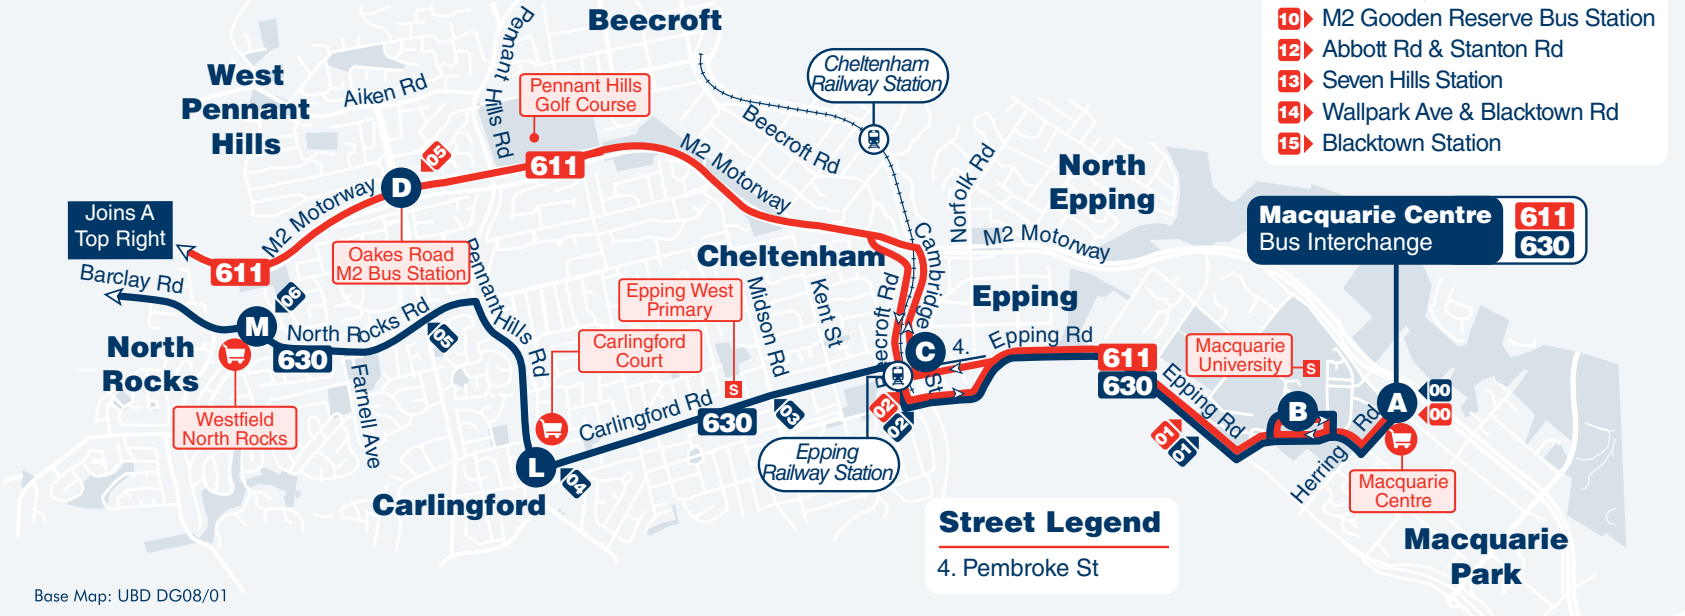 10 M2 Gooden Reserve Bus Station
12 Abbott Rd & Stanton Rd
13 Seven Hills Station
14 Wallpark Ave & Blacktown Rd
15 Blacktown Station
Beecroft
West
Pennant
Hills
Aiken Rd
Pennant Hills Rd
Pennant Hills
Golf Course
Cheltenham
Railway Station
Beecroft Rd
M2 Motorway
611
05
D
M2 Motorway
Joins A
Top Right
611
Oakes Road
M2 Bus Station
Norfolk Rd
North
Epping
M2 Motorway
Macquarie Centre
Bus Interchange
611
630
Cheltenham
Cambridge
St
Beecroft Rd
Epping
Barclay Rd
06
M
North Rocks Rd
05
630
North
Rocks
Westfield
North Rocks
Farnell Ave
Pennant Hills Rd
Carlingford
Court
Epping West
Primary
S
Midson Rd
Kent St
C
4.
Epping Rd
611
630
Carlingford Rd
630
03
02
02
Epping
Railway Station
L
04
Carlingford
Epping Rd
01
01
Macquarie
University
S
B
A
00
00
Herring Rd
Macquarie
Centre
Macquarie
Park
Street Legend
4. Pembroke St
Base Map: UBD DG08/01